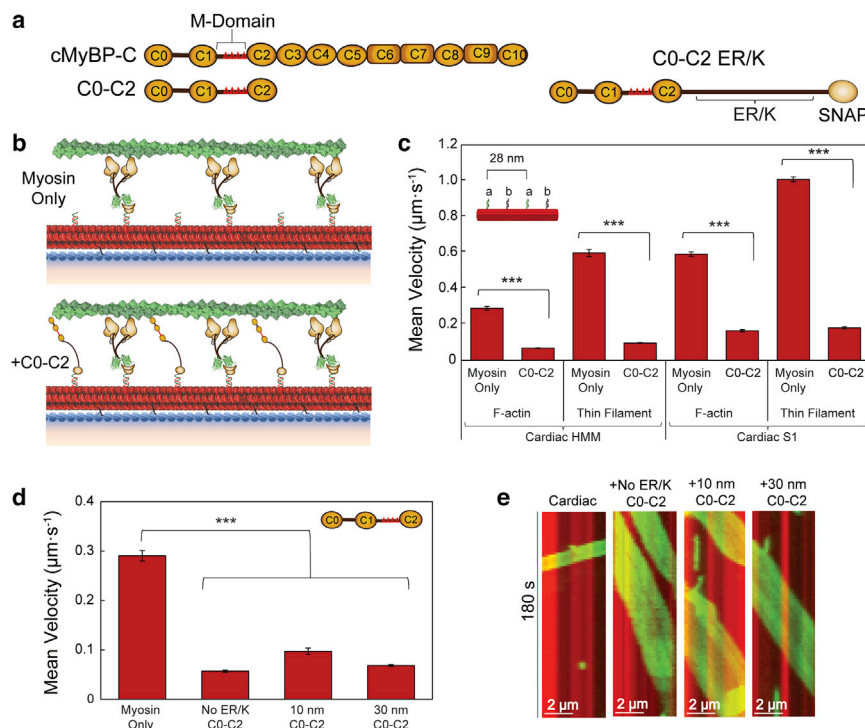 a
M-Domain
cMyBP-C
C0
C1
C2
C3
C4
C5
C6
C7
C8
C9
C10
C0-C2
C0
C1
C2
C0-C2 ER/K
C0
C1
C2
ER/K
SNAP
b
Myosin
Only
+C0-C2
c
Mean Velocity (µm·s⁻¹)
1.2
1.0
0.8
0.6
0.4
0.2
0
28 nm
a b a b
***
***
***
***
Myosin Only
C0-C2
Myosin Only
C0-C2
Myosin Only
C0-C2
Myosin Only
C0-C2
F-actin
Thin Filament
F-actin
Thin Filament
Cardiac HMM
Cardiac S1
d
Mean Velocity (µm·s⁻¹)
0.4
0.3
0.2
0.1
0
***
C0
C1
C2
Myosin Only
No ER/K C0-C2
10 nm C0-C2
30 nm C0-C2
e
Cardiac
+No ER/K C0-C2
+10 nm C0-C2
+30 nm C0-C2
180 s
2 µm
2 µm
2 µm
2 µm